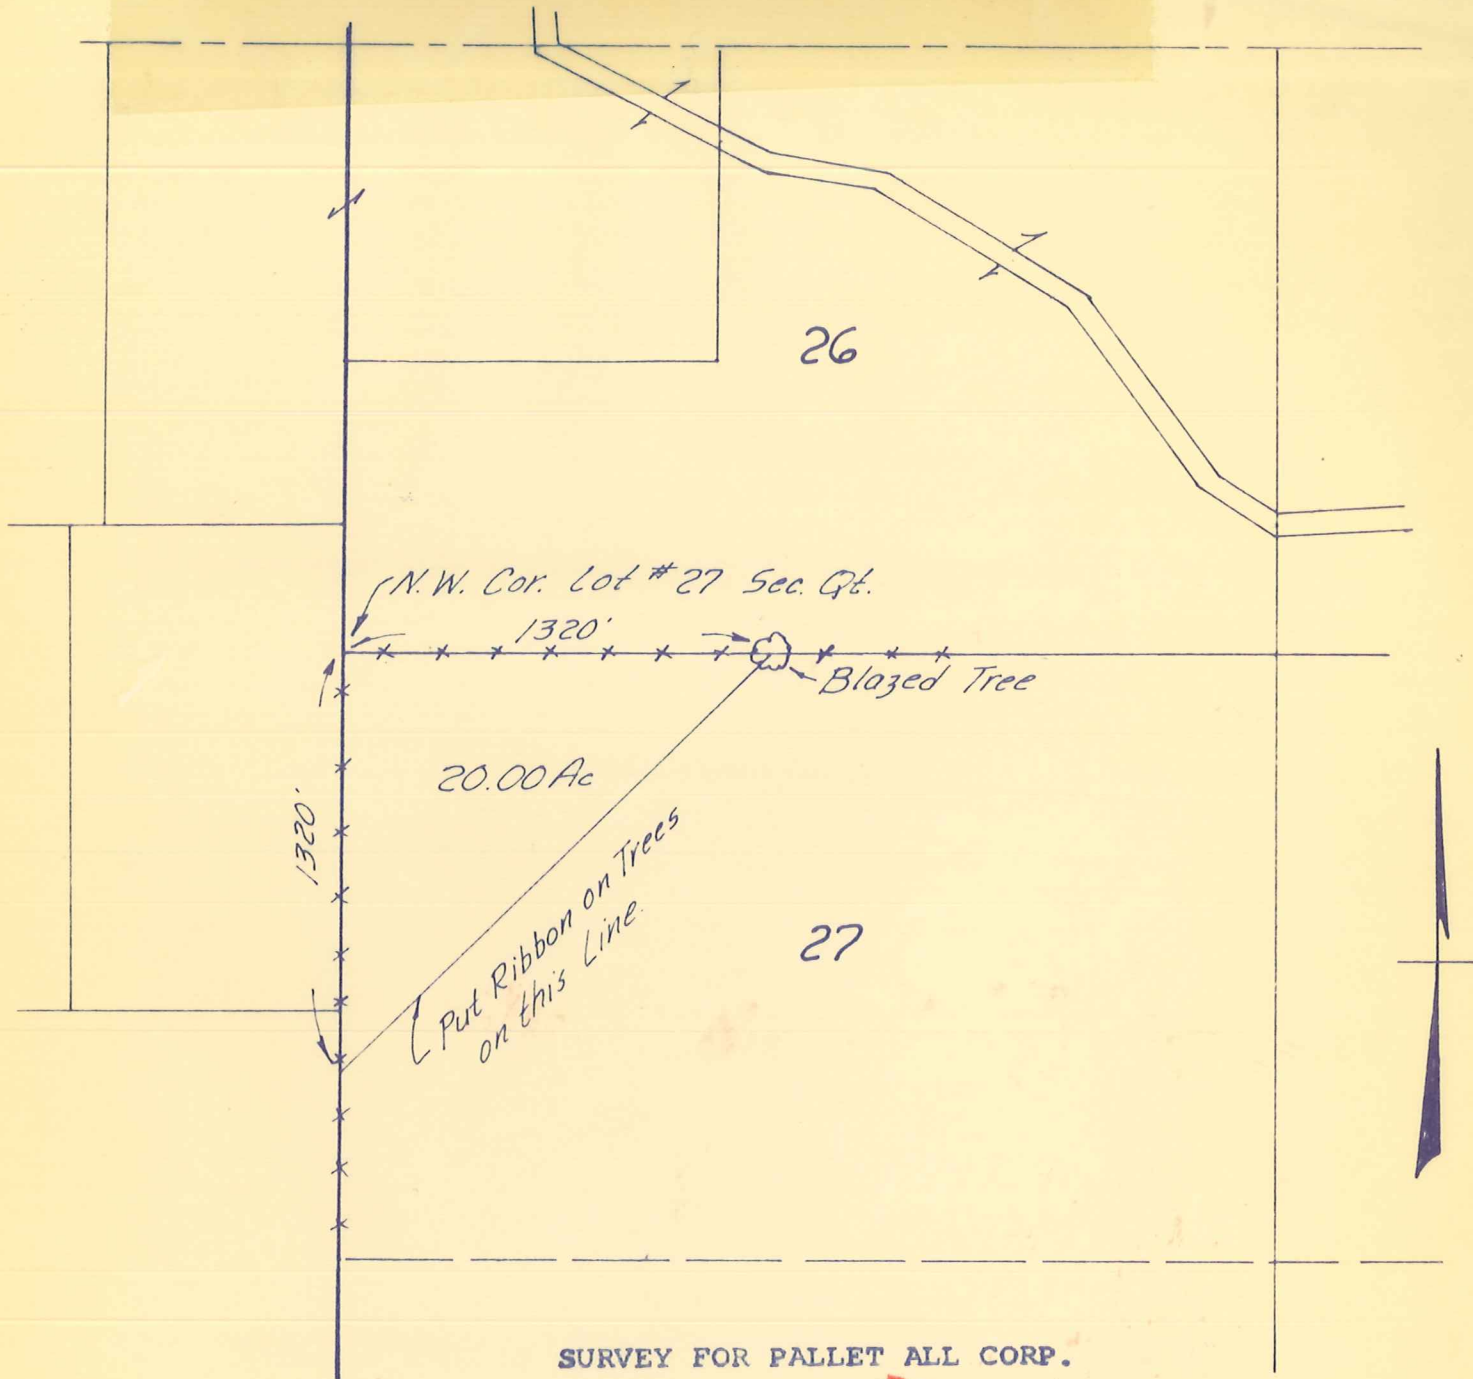 26
N.W. Cor. Lot #27 Sec. Qt.
1320'
Blazed Tree
20.00 Ac
1320'
Put Ribbon on Trees
on this Line.
27
SURVEY FOR PALLET ALL CORP.